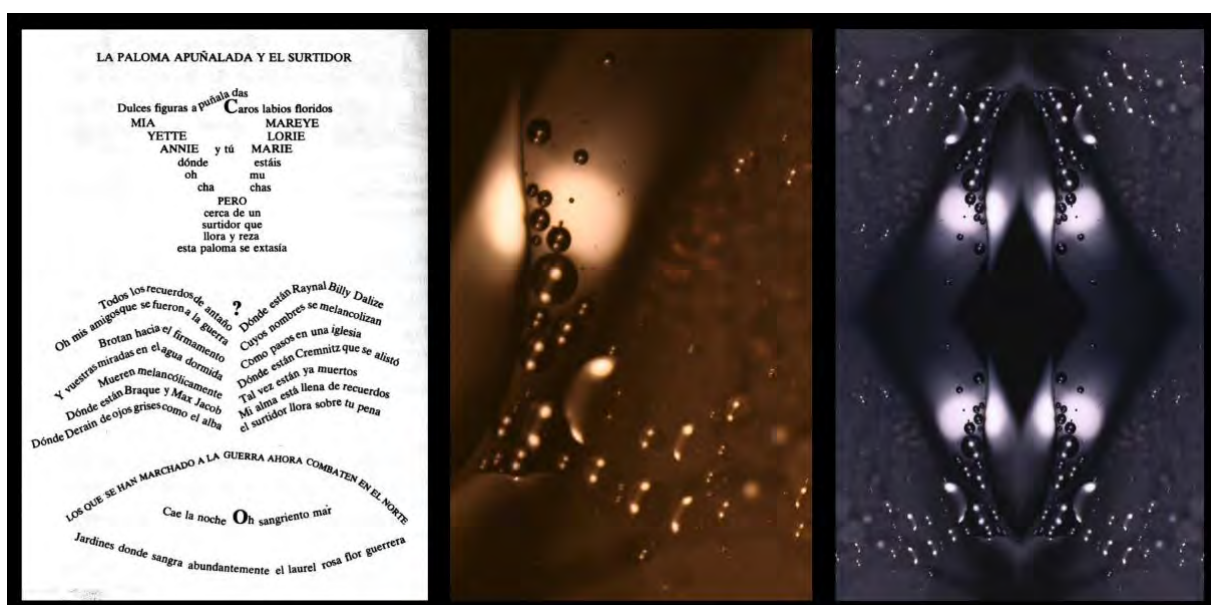 LA PALOMA APUÑALADA Y EL SURTIDOR
Dulces figuras apuñaladas Caros labios floridos
MIA MAREYE
YETTE LORIE
ANNIE y tú MARIE
dónde estáis
oh mu
cha chas
PERO
cerca de un
surtidor que
llora y reza
esta paloma se extasía
?
Todos los recuerdos de antaño
Oh mis amigos que se fueron a la guerra
Brotan hacia el firmamento
Y vuestras miradas en el agua dormida
Mueren melancólicamente
Dónde están Braque y Max Jacob
Dónde Derain de ojos grises como el alba
Dónde están Raynal Billy Dalize
Cuyos nombres se melancolizan
Como pasos en una iglesia
Dónde están Cremnitz que se alistó
Tal vez están ya muertos
Mi alma está llena de recuerdos
el surtidor llora sobre tu pena
LOS QUE SE HAN MARCHADO A LA GUERRA AHORA COMBATEN EN EL NORTE
Cae la noche Oh sangriento mar
Jardines donde sangra abundantemente el laurel rosa flor guerrera